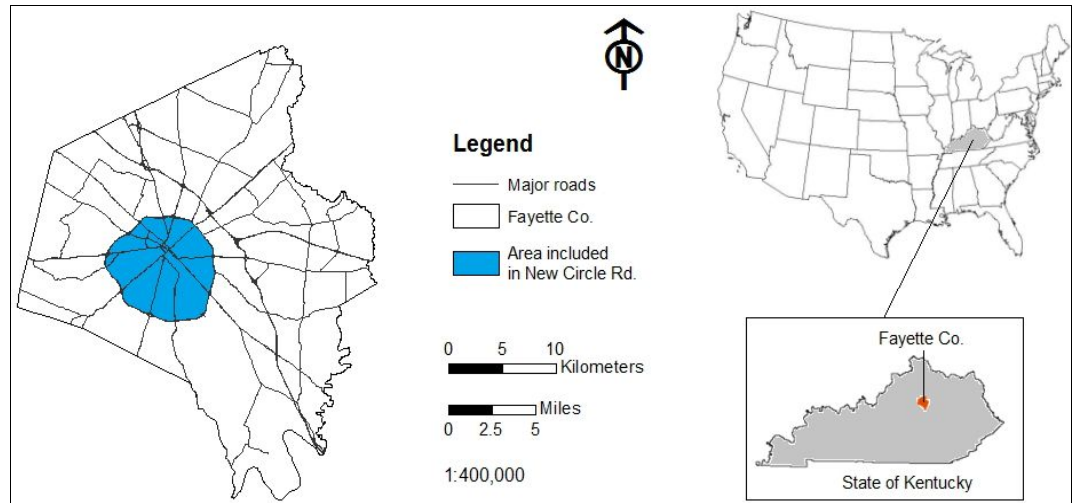 N
Legend
Major roads
Fayette Co.
Area included
in New Circle Rd.
0 5 10
Kilometers
Miles
0 2.5 5
1:400,000
Fayette Co.
State of Kentucky